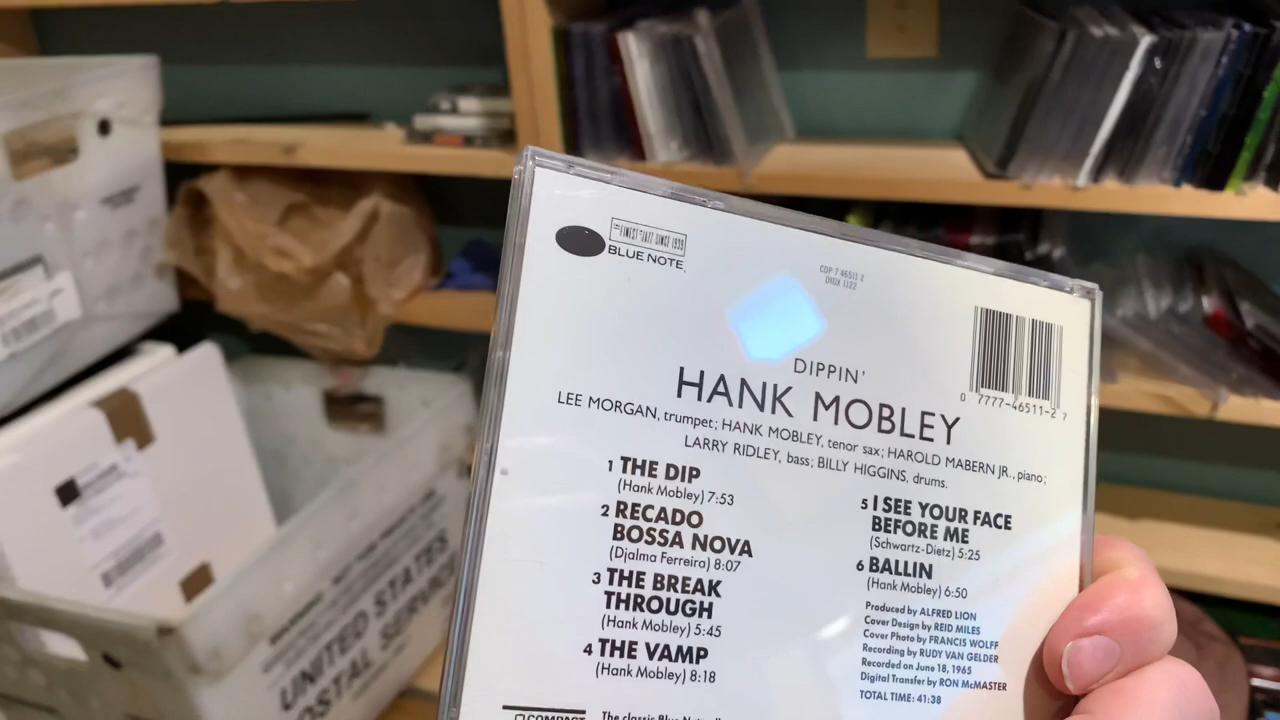 THE FINEST IN JAZZ SINCE 1939
BLUE NOTE
CDP 7 46511 2
DIDX 1122
0 7777-46511-2 7
DIPPIN'
HANK MOBLEY
LEE MORGAN, trumpet; HANK MOBLEY, tenor sax; HAROLD MABERN JR., piano;
LARRY RIDLEY, bass; BILLY HIGGINS, drums.
1 THE DIP
(Hank Mobley) 7:53
2 RECADO
BOSSA NOVA
(Djalma Ferreira) 8:07
3 THE BREAK
THROUGH
(Hank Mobley) 5:45
4 THE VAMP
(Hank Mobley) 8:18
5 I SEE YOUR FACE
BEFORE ME
(Schwartz-Dietz) 5:25
6 BALLIN
(Hank Mobley) 6:50
Produced by ALFRED LION
Cover Design by REID MILES
Cover Photo by FRANCIS WOLFF
Recording by RUDY VAN GELDER
Recorded on June 18, 1965
Digital Transfer by RON McMASTER
TOTAL TIME: 41:38
COMPACT
The classic Blue
UNITED STATES
POSTAL SERVICE